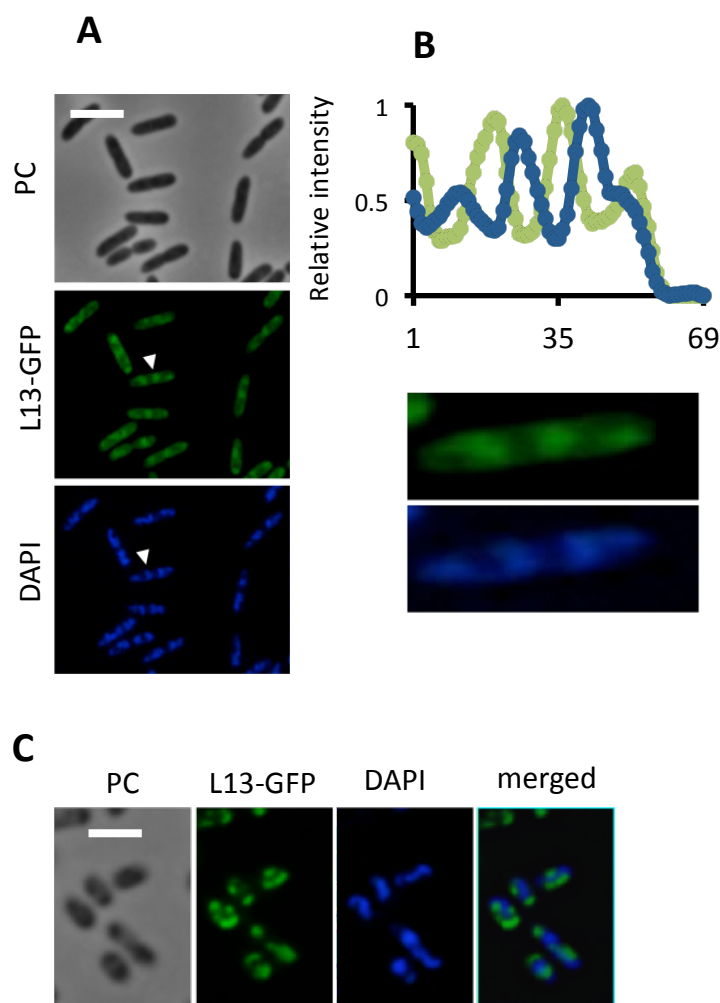 A
B
PC
L13-GFP
DAPI
Relative intensity
1
0.5
0
1
35
69
C
PC
L13-GFP
DAPI
merged